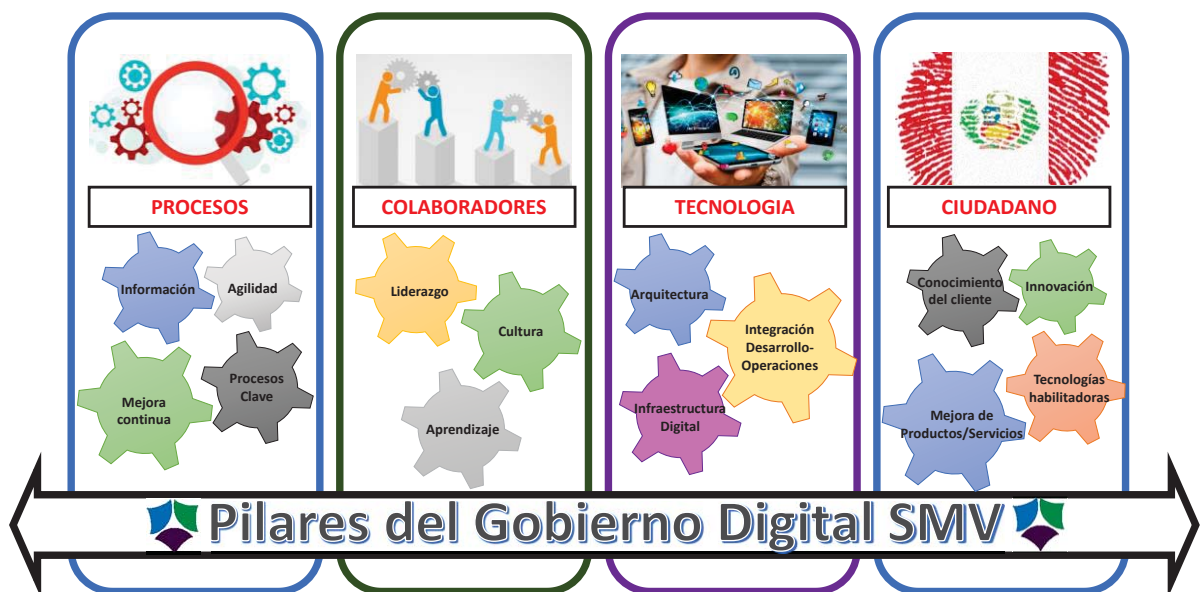 PROCESOS
Información
Agilidad
Mejora
continua
Procesos
Clave
COLABORADORES
Liderazgo
Cultura
Aprendizaje
TECNOLOGIA
Arquitectura
Integración
Desarrollo-
Operaciones
Infraestructura
Digital
CIUDADANO
Conocimiento
del cliente
Innovación
Mejora de
Productos/Servicios
Tecnologías
habilitadoras
Pilares del Gobierno Digital SMV